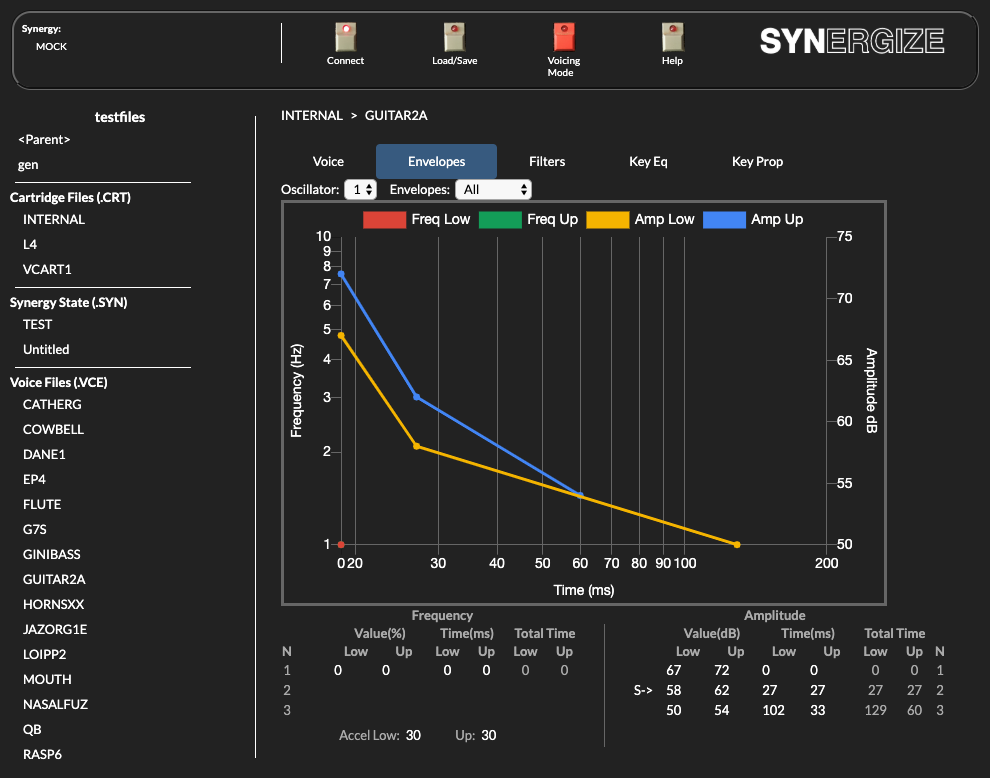 Synergy:
MOCK
Connect
Load/Save
Voicing
Mode
Help
SYNERGIZE
testfiles
<Parent>
gen
Cartridge Files (.CRT)
INTERNAL
L4
VCART1
Synergy State (.SYN)
TEST
Untitled
Voice Files (.VCE)
CATHERG
COWBELL
DANE1
EP4
FLUTE
G7S
GINIBASS
GUITAR2A
HORNSXX
JAZORG1E
LOIPP2
MOUTH
NASALFUZ
QB
RASP6
INTERNAL > GUITAR2A
Voice Envelopes Filters Key Eq Key Prop
Oscillator: 1 Envelopes: All
Freq Low Freq Up Amp Low Amp Up
10
9
8
7
6
5
4
3
2
1
Frequency (Hz)
75
70
65
60
55
50
Amplitude dB
0 20 30 40 50 60 70 80 90 100 200
Time (ms)
Frequency Amplitude
Value(%) Time(ms) Total Time Value(dB) Time(ms) Total Time
N Low Up Low Up Low Up Low Up Low Up Low Up N
1 0 0 0 0 0 0 67 72 0 0 0 0 1
2 S-> 58 62 27 27 27 27 2
3 50 54 102 33 129 60 3
Accel Low: 30 Up: 30